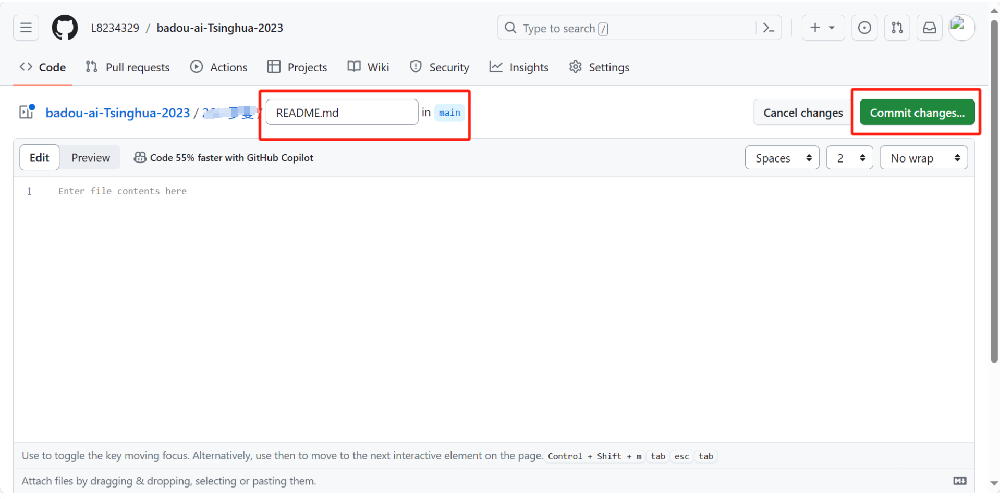 L8234329 / badou-ai-Tsinghua-2023
Type to search /
Code Pull requests Actions Projects Wiki Security Insights Settings
badou-ai-Tsinghua-2023 / / README.md in main
Cancel changes Commit changes...
Edit Preview Code 55% faster with GitHub Copilot
Spaces 2 No wrap
1 Enter file contents here
Use to toggle the key moving focus. Alternatively, use then to move to the next interactive element on the page. Control + Shift + m tab esc tab
Attach files by dragging & dropping, selecting or pasting them.